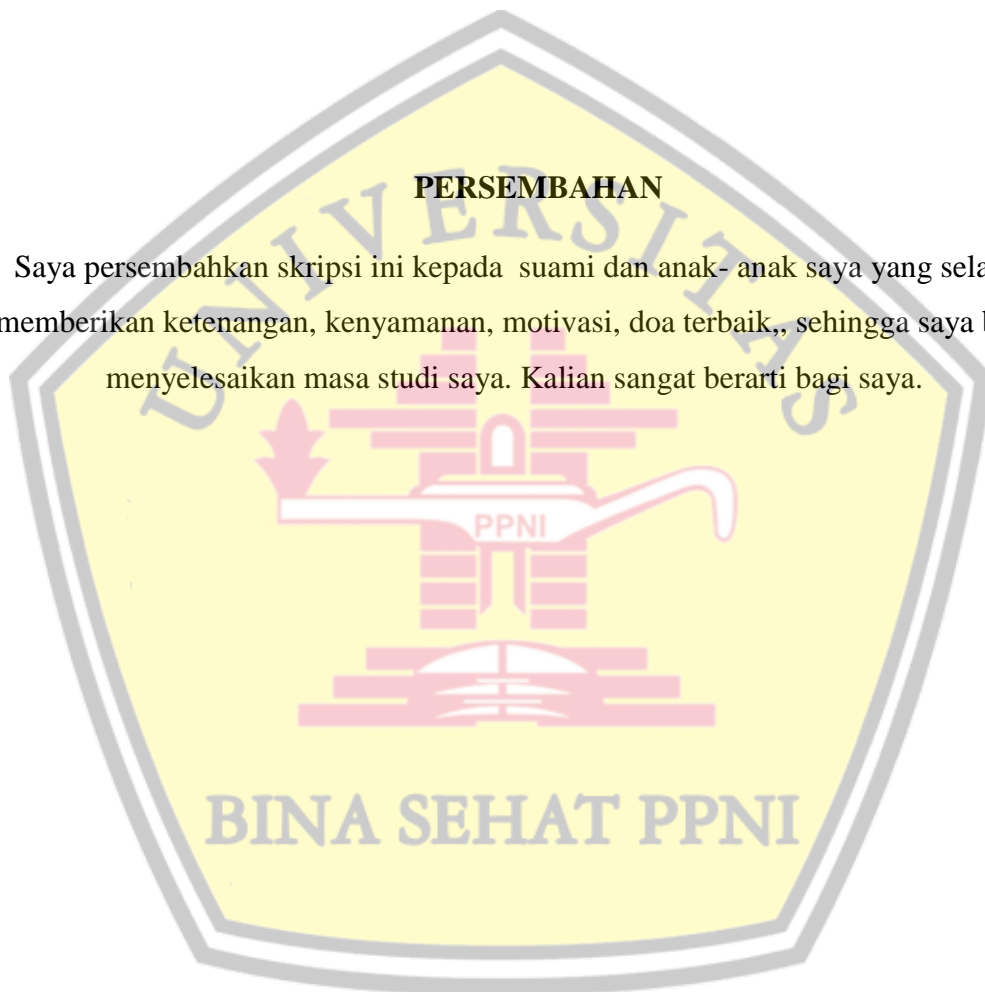 PERSEMBAHAN
Saya persembahkan skripsi ini kepada  suami dan anak- anak saya yang
memberikan ketenangan, kenyamanan, motivasi, doa terbaik,, sehingga saya
menyelesaikan masa studi saya. Kalian sangat berarti bagi saya.
UNIVERSITAS
PPNI
BINA SEHAT PPNI